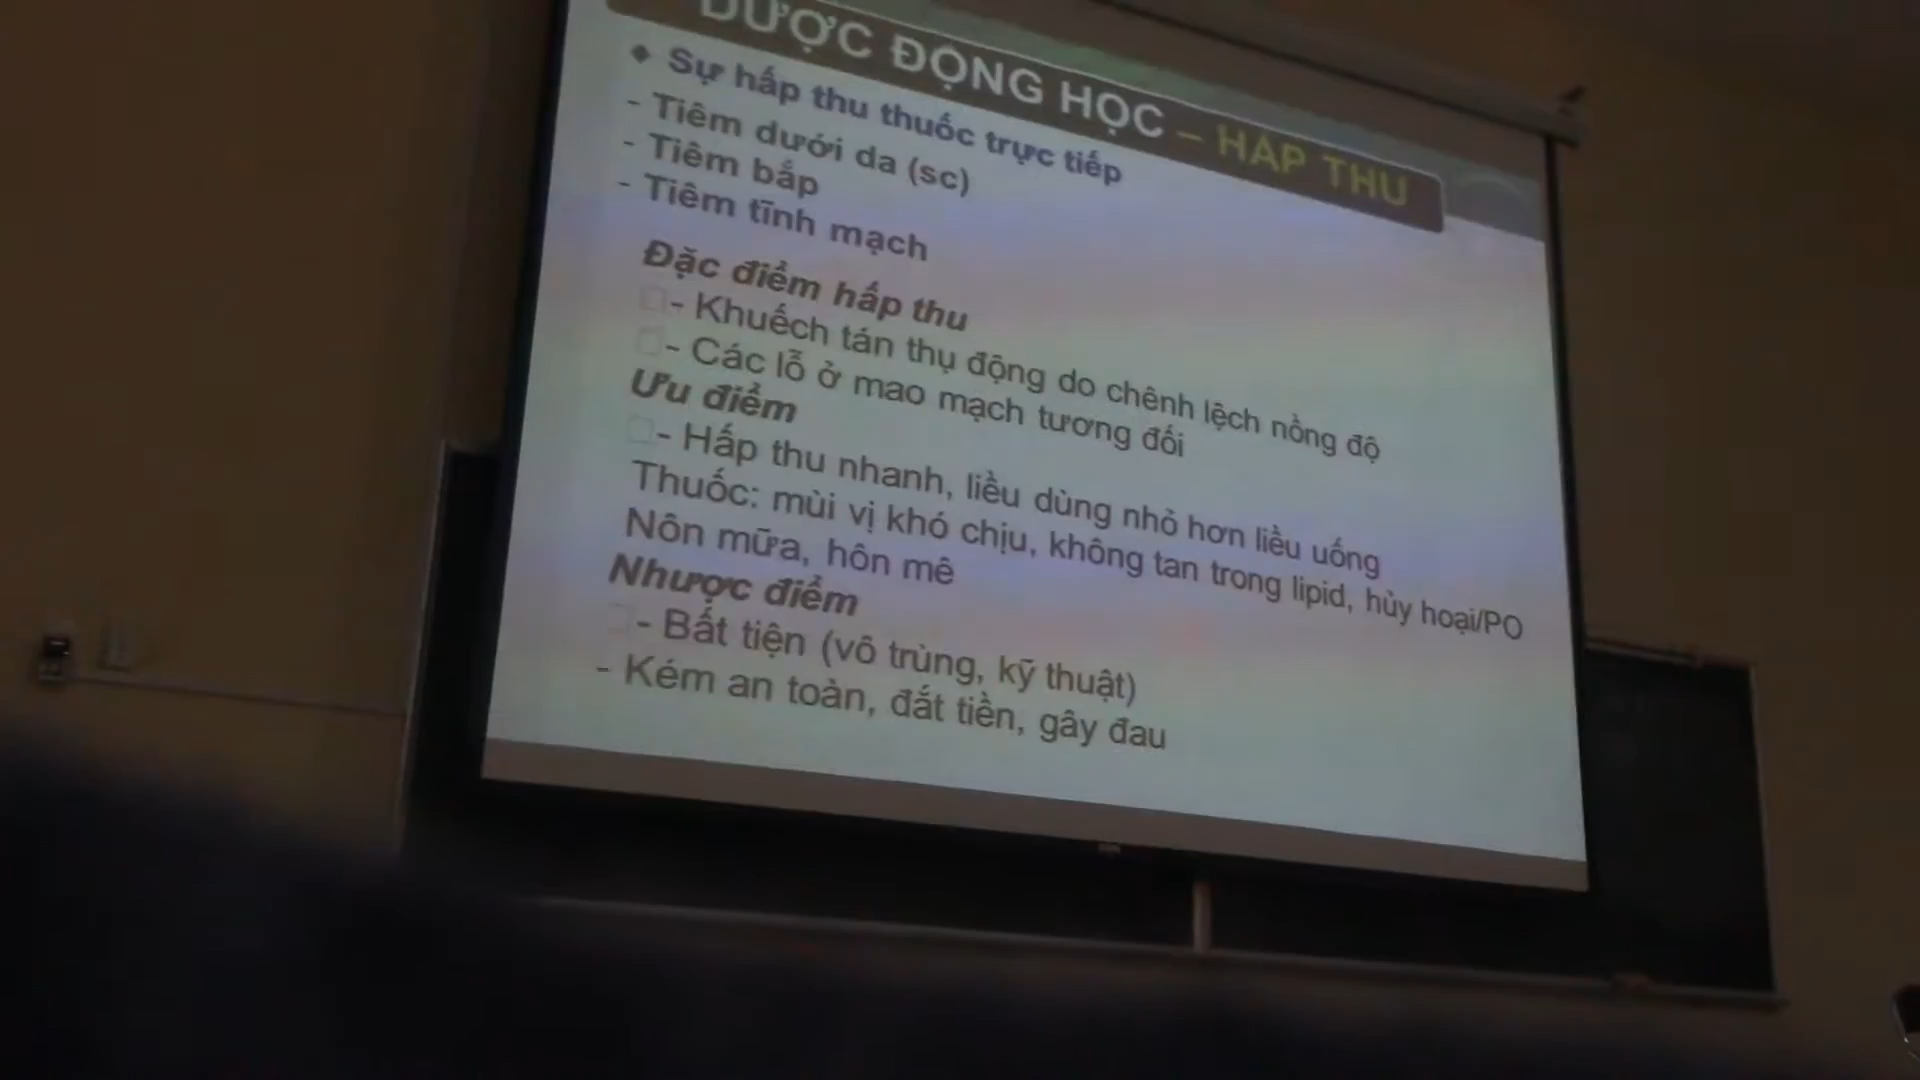 DƯỢC ĐỘNG HỌC – HẤP THU
❖ Sự hấp thu thuốc trực tiếp
- Tiêm dưới da (sc)
- Tiêm bắp
- Tiêm tĩnh mạch
Đặc điểm hấp thu
- Khuếch tán thụ động do chênh lệch nồng độ
- Các lỗ ở mao mạch tương đối
Ưu điểm
- Hấp thu nhanh, liều dùng nhỏ hơn liều uống
Thuốc: mùi vị khó chịu, không tan trong lipid, hủy hoại/PO
Nôn mữa, hôn mê
Nhược điểm
- Bất tiện (vô trùng, kỹ thuật)
- Kém an toàn, đắt tiền, gây đau